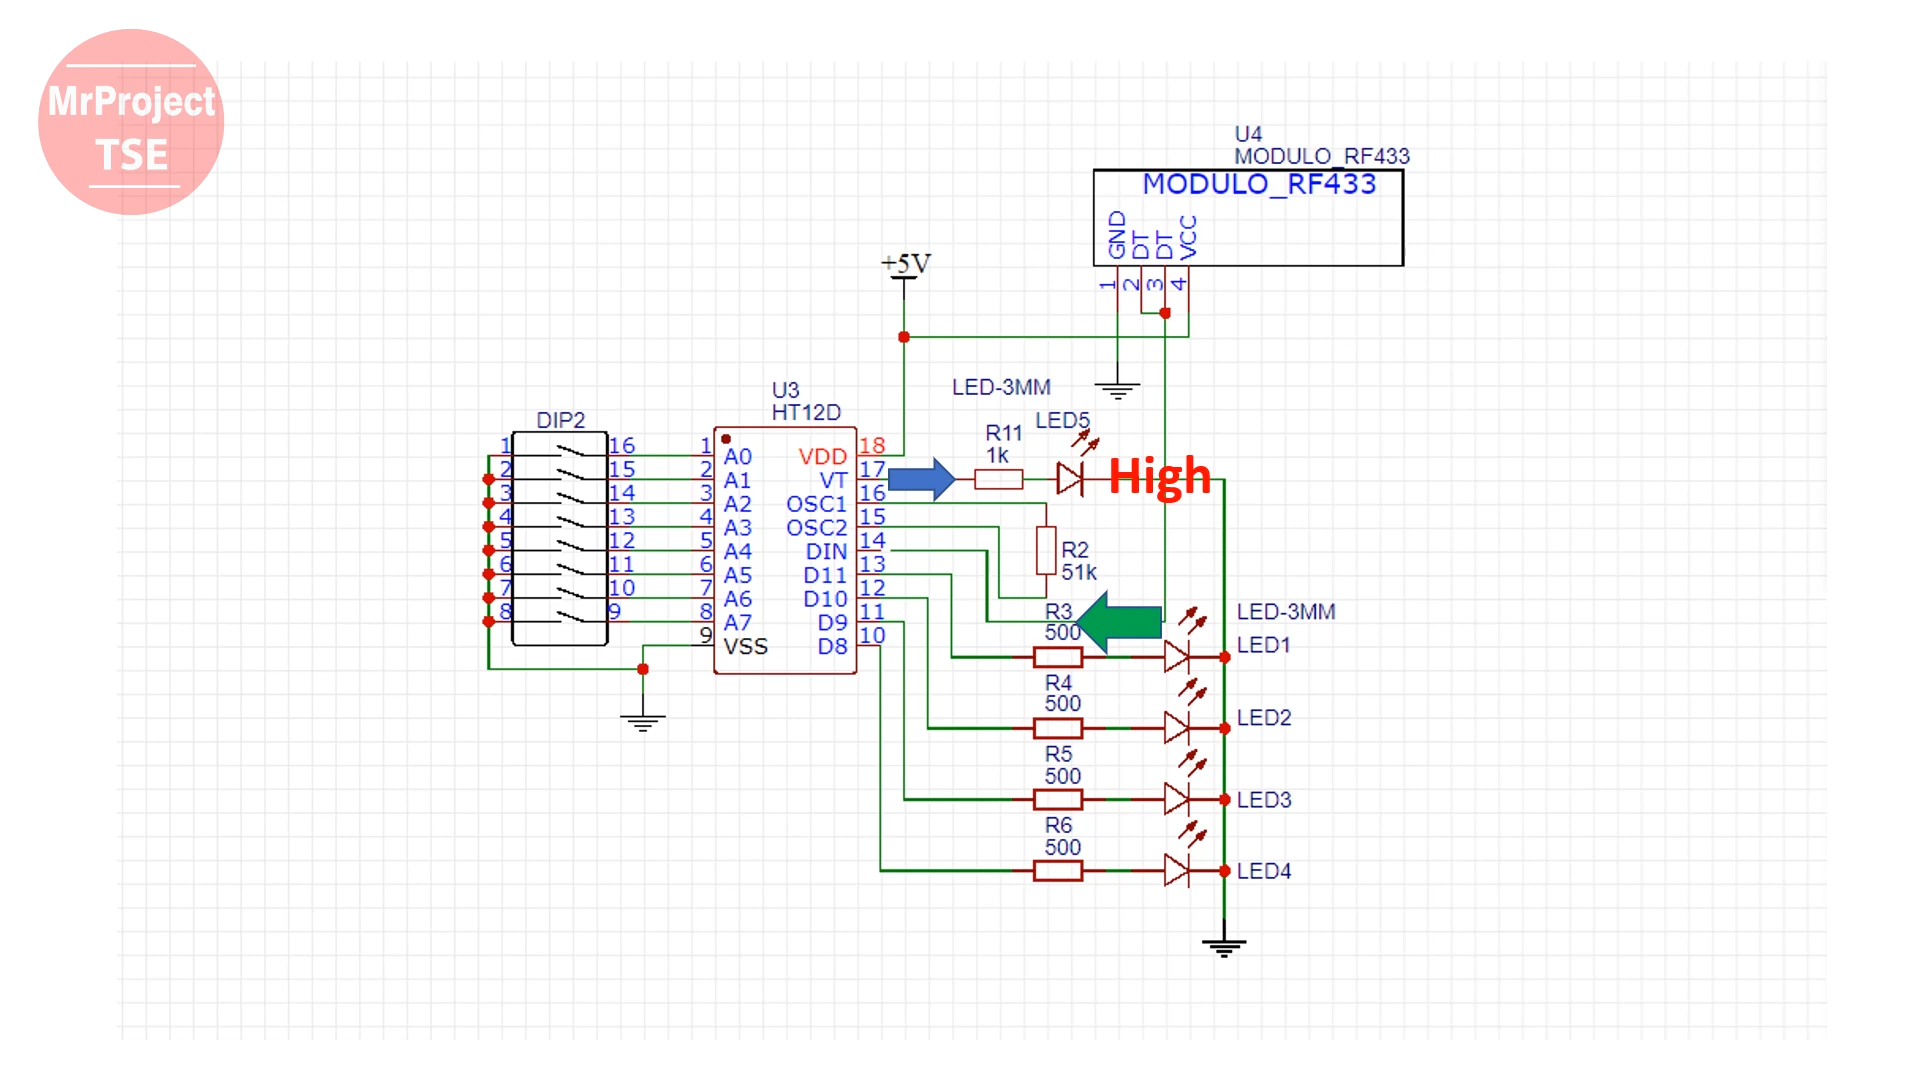 MrProject
TSE
U4
MODULO_RF433
MODULO_RF433
GND
DT
DT
VCC
1
2
3
4
+5V
LED-3MM
U3
HT12D
DIP2
LED5
R11
1k
High
1 16
2 15
3 14
4 13
5 12
6 11
7 10
8 9
1 A0 VDD 18
2 A1 VT 17
3 A2 OSC1 16
4 A3 OSC2 15
5 A4 DIN 14
6 A5 D11 13
7 A6 D10 12
8 A7 D9 11
9 VSS D8 10
R2
51k
R3
500
LED-3MM
LED1
R4
500
LED2
R5
500
LED3
R6
500
LED4